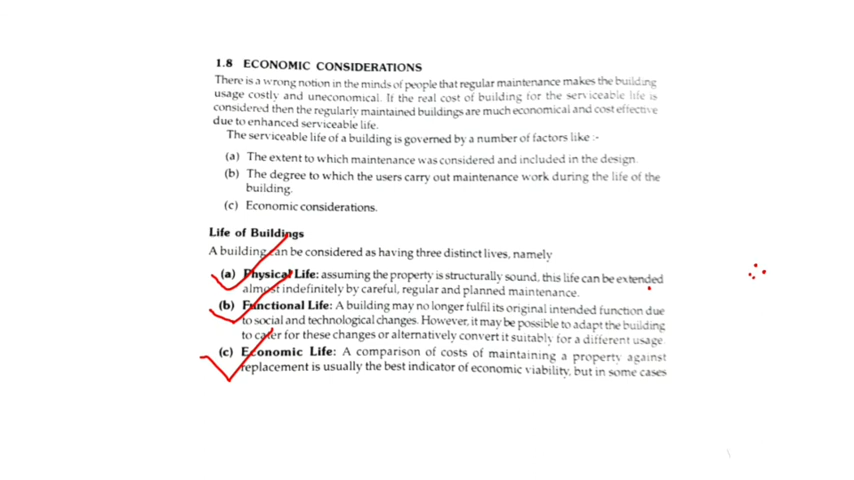 1.8 ECONOMIC CONSIDERATIONS
There is a wrong notion in the minds of people that regular maintenance makes the building
usage costly and uneconomical. If the real cost of building for the serviceable life is
considered then the regularly maintained buildings are much economical and cost effective
due to enhanced serviceable life.
The serviceable life of a building is governed by a number of factors like :-
(a) The extent to which maintenance was considered and included in the design.
(b) The degree to which the users carry out maintenance work during the life of the
building.
(c) Economic considerations.
Life of Buildings
A building can be considered as having three distinct lives, namely
(a) Physical Life: assuming the property is structurally sound, this life can be extended
almost indefinitely by careful, regular and planned maintenance.
(b) Functional Life: A building may no longer fulfil its original intended function due
to social and technological changes. However, it may be possible to adapt the building
to cater for these changes or alternatively convert it suitably for a different usage.
(c) Economic Life: A comparison of costs of maintaining a property against
replacement is usually the best indicator of economic viability, but in some cases